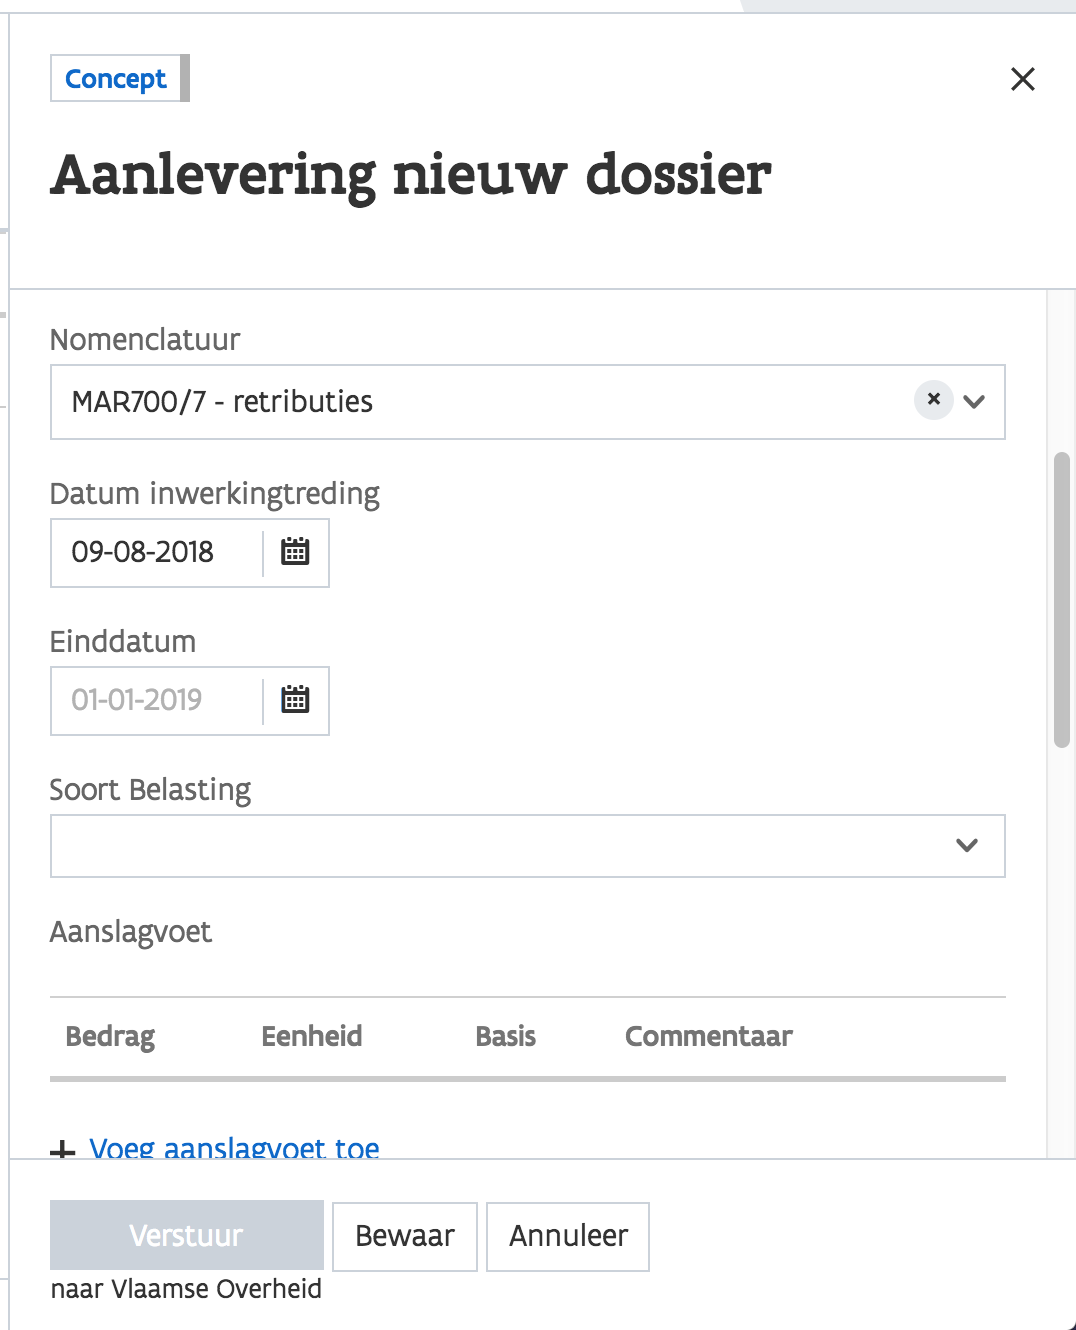 Concept
Aanlevering nieuw dossier
Nomenclatuur
MAR700/7 - retributies
Datum inwerkingtreding
09-08-2018
Einddatum
01-01-2019
Soort Belasting
Aanslagvoet
Bedrag Eenheid Basis Commentaar
+ Voeg aanslagvoet toe
Verstuur Bewaar Annuleer
naar Vlaamse Overheid